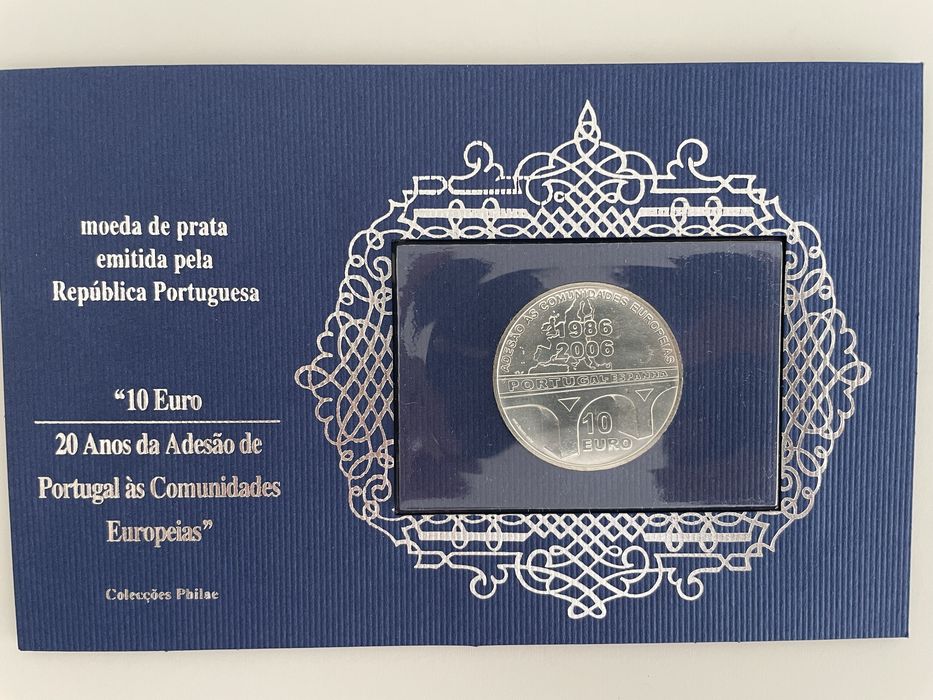 moeda de prata
emitida pela
República Portuguesa
“10 Euro
20 Anos da Adesão de
Portugal às Comunidades
Europeias”
Colecções Philae
ADESÃO ÀS COMUNIDADES EUROPEIAS
1986
2006
PORTUGAL-ESPANHA
10
EURO